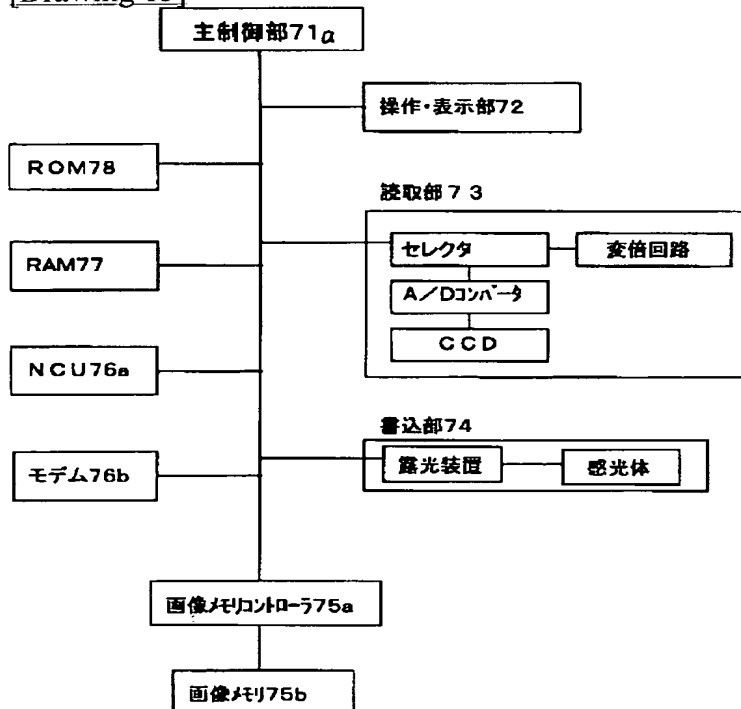 主制御部71a
操作・表示部72
ROM78
読取部73
セレクタ
変倍回路
RAM77
A/Dコンバータ
CCD
NCU76a
書込部74
露光装置
感光体
モデム76b
画像メモリコントローラ75a
画像メモリ75b